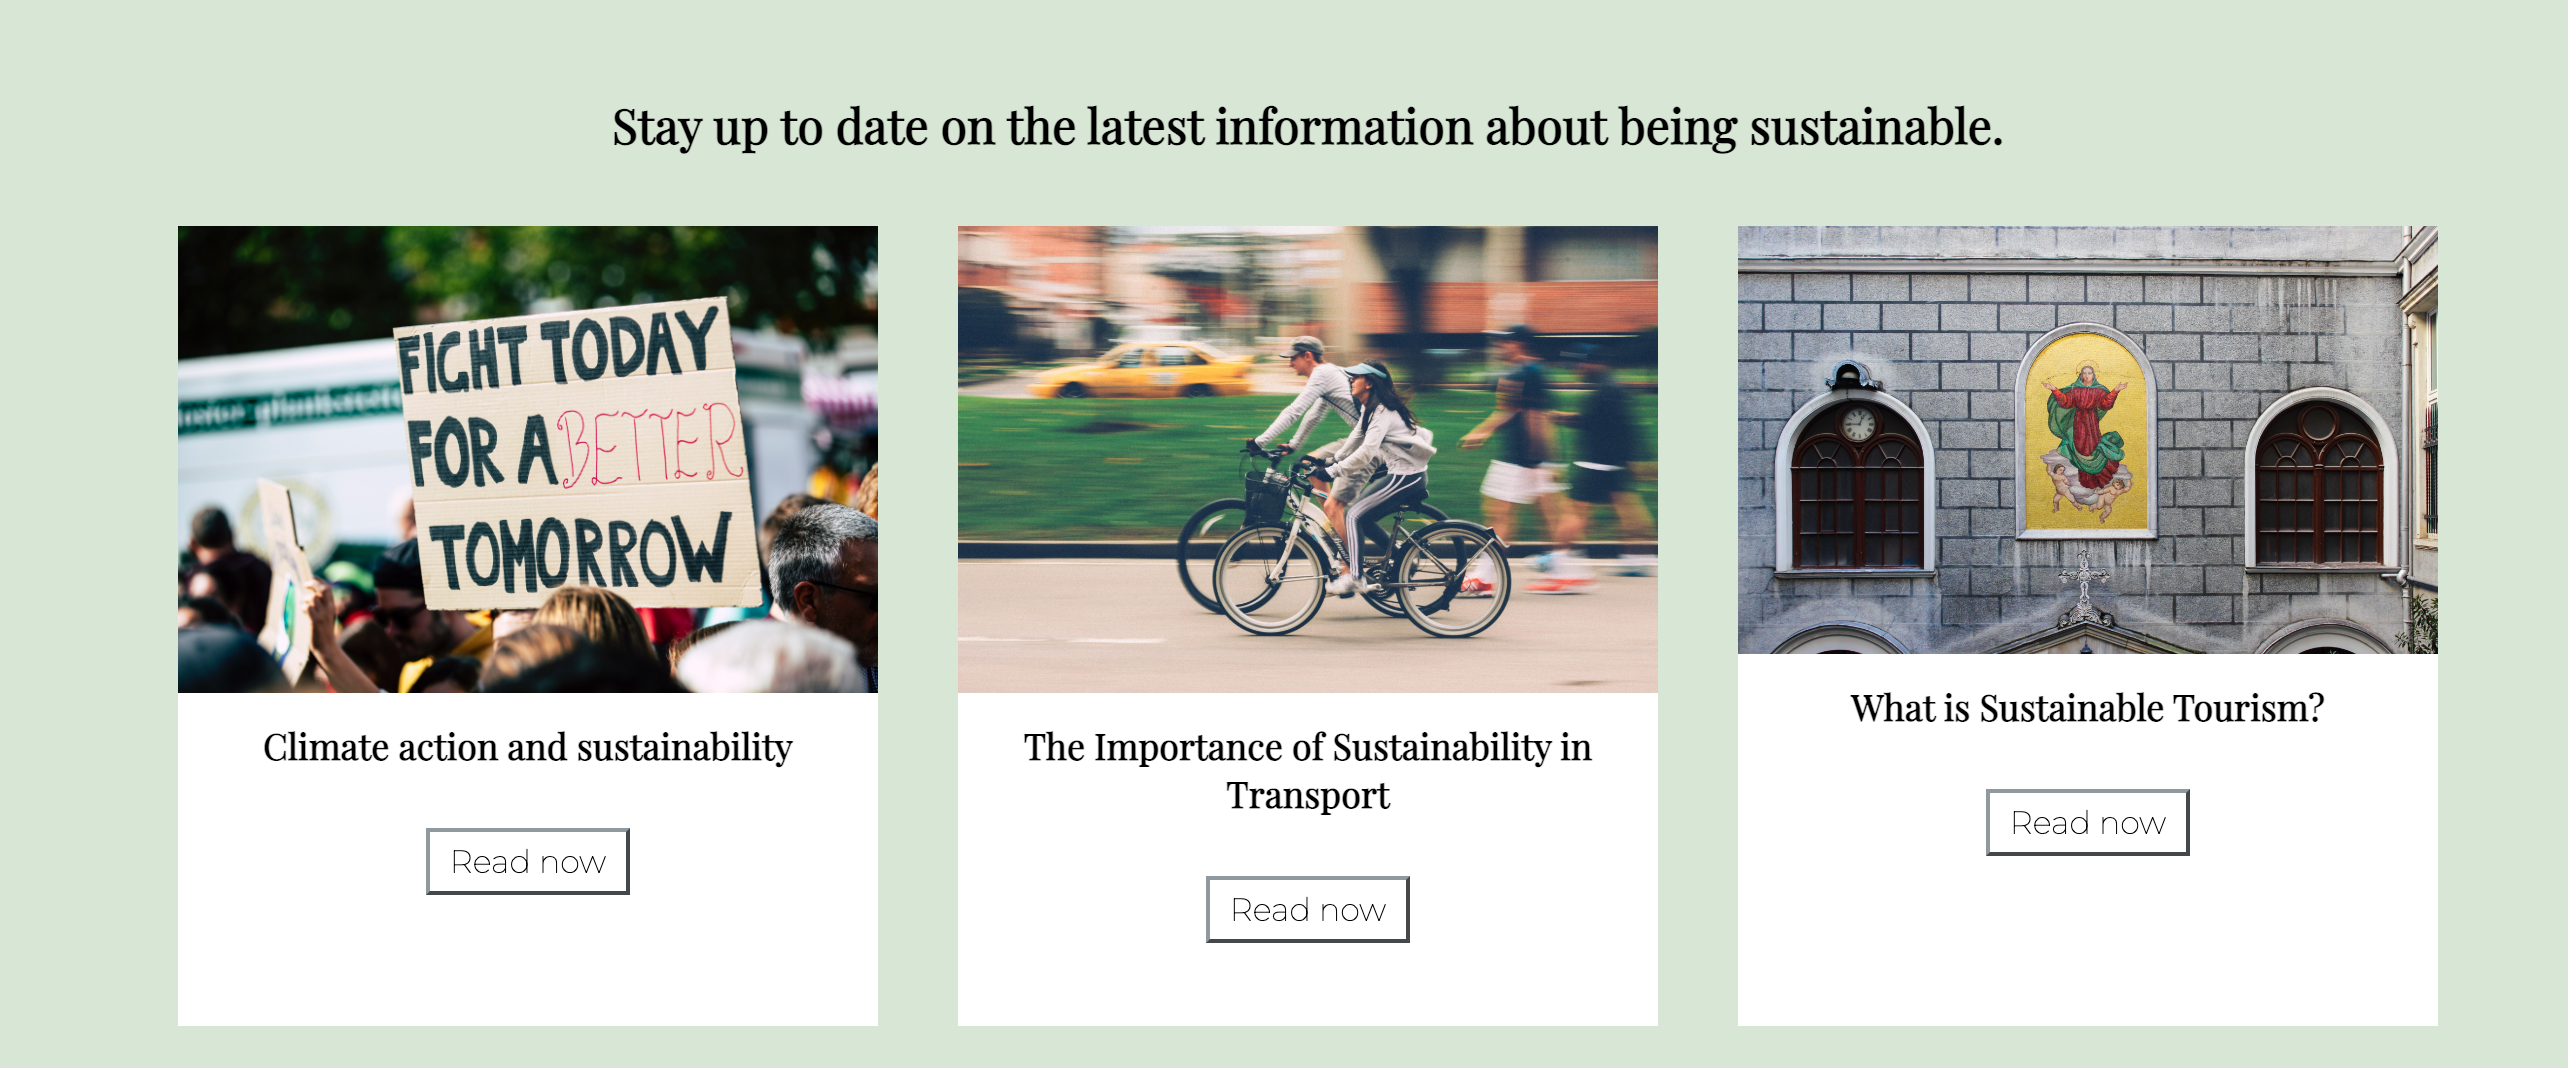 Stay up to date on the latest information about being sustainable.
FIGHT TODAY
FOR A BETTER
TOMORROW
Climate action and sustainability
Read now
The Importance of Sustainability in
Transport
Read now
What is Sustainable Tourism?
Read now